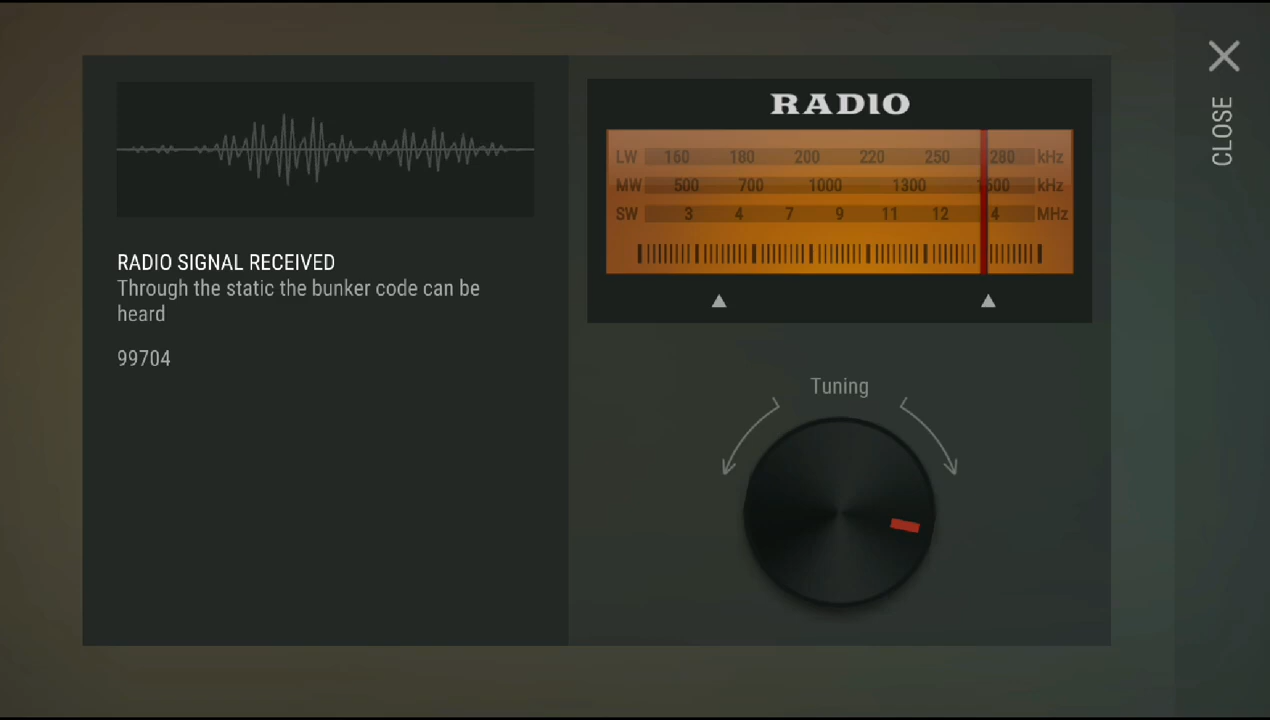 RADIO SIGNAL RECEIVED
Through the static the bunker code can be
heard
99704
RADIO
LW 160 180 200 220 250 280 kHz
MW 500 700 1000 1300 1600 kHz
SW 3 4 7 9 11 12 4 MHz
Tuning
CLOSE